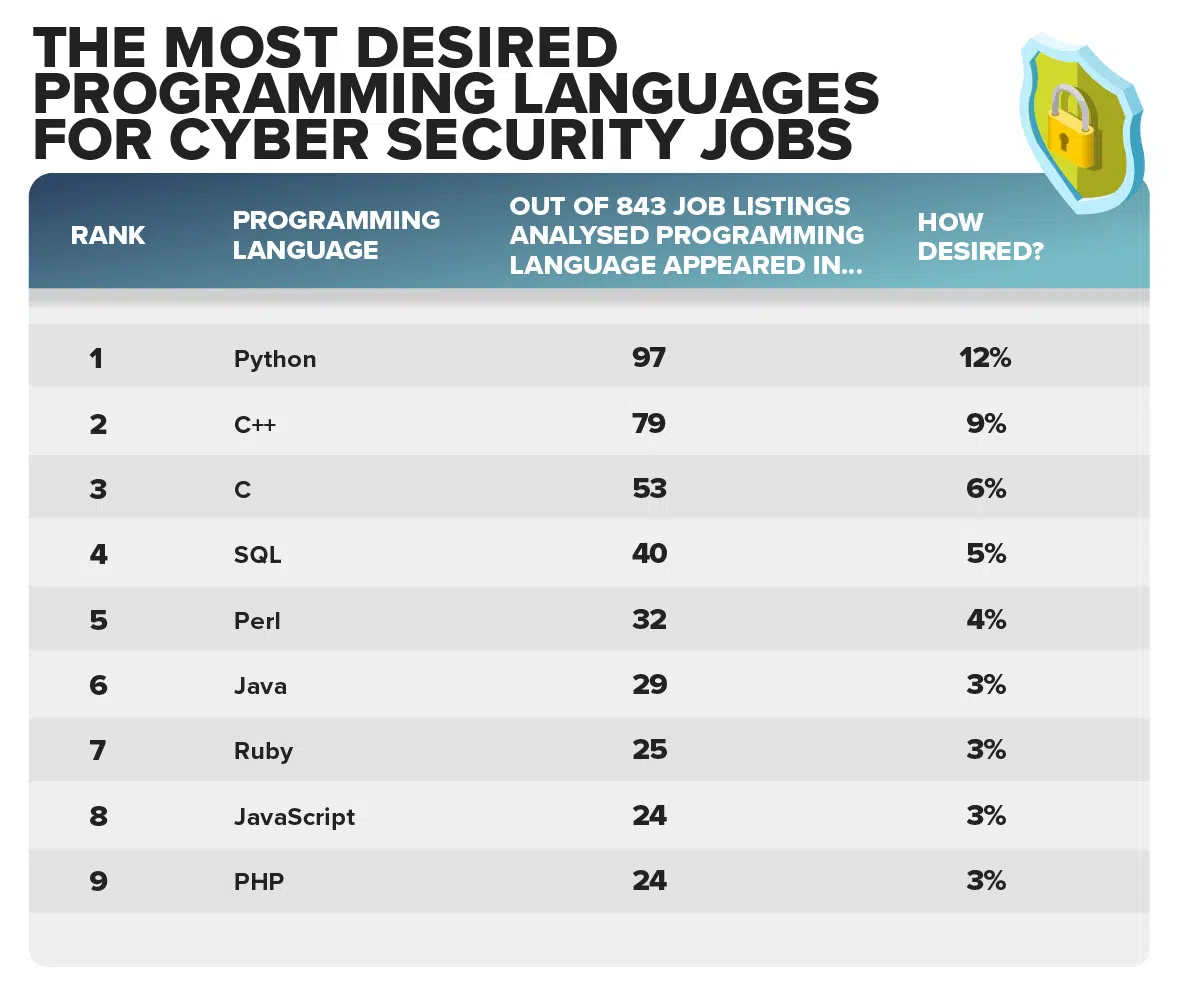 THE MOST DESIRED
PROGRAMMING LANGUAGES
FOR CYBER SECURITY JOBS
RANK
PROGRAMMING
LANGUAGE
OUT OF 843 JOB LISTINGS
ANALYSED PROGRAMMING
LANGUAGE APPEARED IN...
HOW
DESIRED?
1 Python 97 12%
2 C++ 79 9%
3 C 53 6%
4 SQL 40 5%
5 Perl 32 4%
6 Java 29 3%
7 Ruby 25 3%
8 JavaScript 24 3%
9 PHP 24 3%